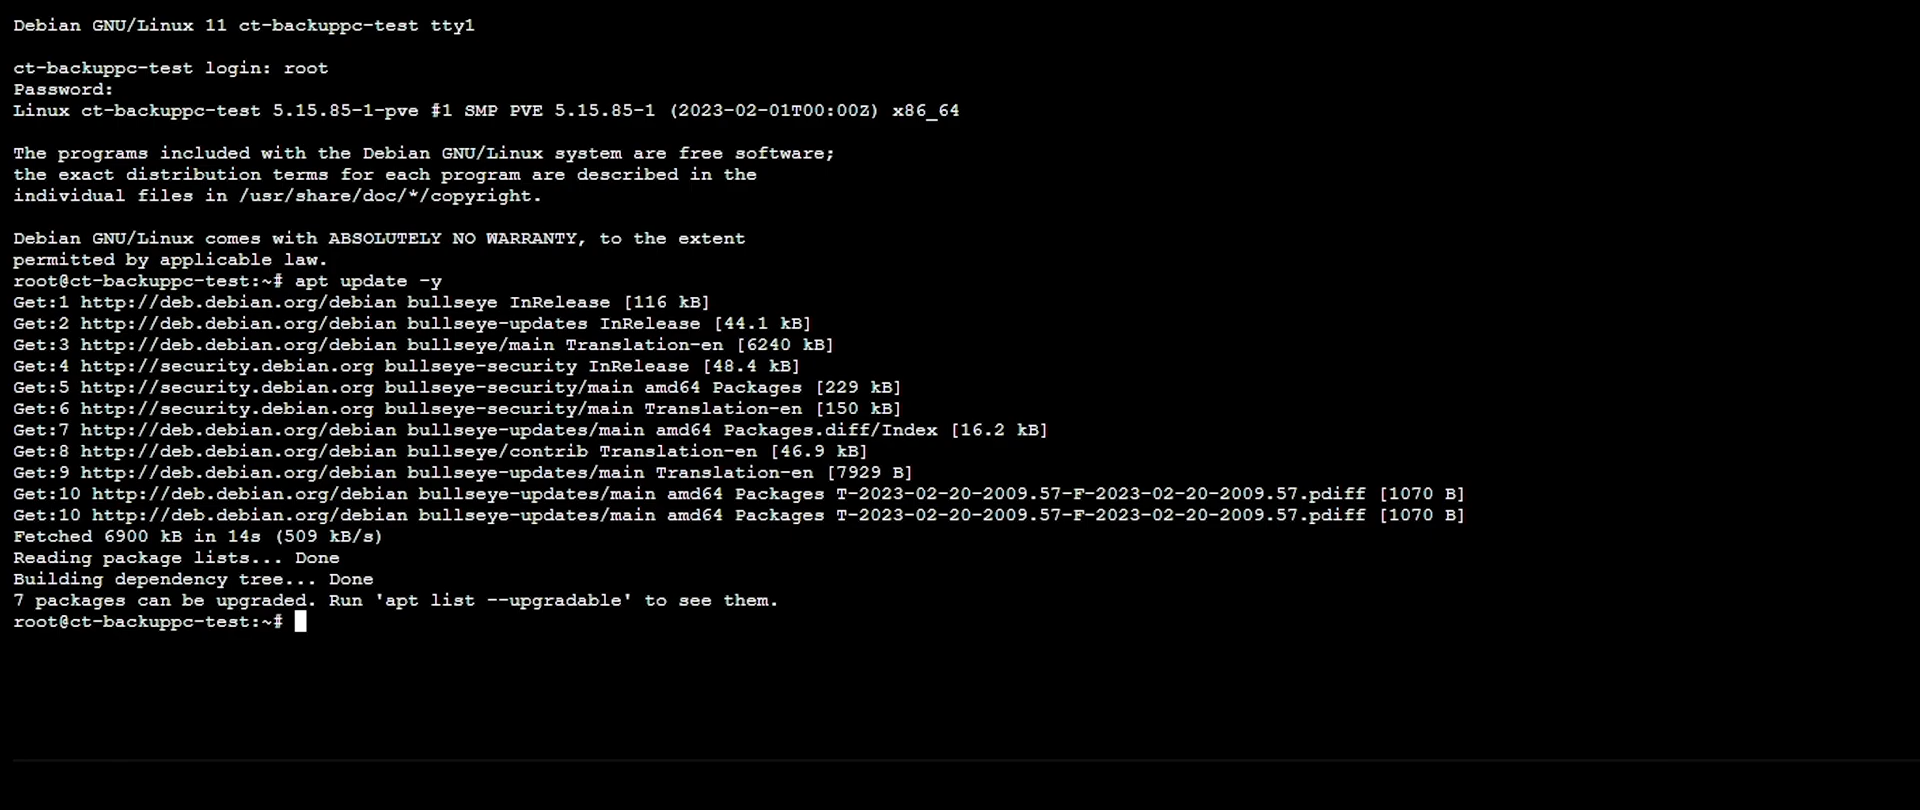 Debian GNU/Linux 11 ct-backuppc-test tty1
ct-backuppc-test login: root
Password:
Linux ct-backuppc-test 5.15.85-1-pve #1 SMP PVE 5.15.85-1 (2023-02-01T00:00Z) x86_64
The programs included with the Debian GNU/Linux system are free software;
the exact distribution terms for each program are described in the
individual files in /usr/share/doc/*/copyright.
Debian GNU/Linux comes with ABSOLUTELY NO WARRANTY, to the extent
permitted by applicable law.
root@ct-backuppc-test:~# apt update -y
Get:1 http://deb.debian.org/debian bullseye InRelease [116 kB]
Get:2 http://deb.debian.org/debian bullseye-updates InRelease [44.1 kB]
Get:3 http://deb.debian.org/debian bullseye/main Translation-en [6240 kB]
Get:4 http://security.debian.org bullseye-security InRelease [48.4 kB]
Get:5 http://security.debian.org bullseye-security/main amd64 Packages [229 kB]
Get:6 http://security.debian.org bullseye-security/main Translation-en [150 kB]
Get:7 http://deb.debian.org/debian bullseye-updates/main amd64 Packages.diff/Index [16.2 kB]
Get:8 http://deb.debian.org/debian bullseye/contrib Translation-en [46.9 kB]
Get:9 http://deb.debian.org/debian bullseye-updates/main Translation-en [7929 B]
Get:10 http://deb.debian.org/debian bullseye-updates/main amd64 Packages T-2023-02-20-2009.57-F-2023-02-20-2009.57.pdiff [1070 B]
Get:10 http://deb.debian.org/debian bullseye-updates/main amd64 Packages T-2023-02-20-2009.57-F-2023-02-20-2009.57.pdiff [1070 B]
Fetched 6900 kB in 14s (509 kB/s)
Reading package lists... Done
Building dependency tree... Done
7 packages can be upgraded. Run 'apt list --upgradable' to see them.
root@ct-backuppc-test:~#